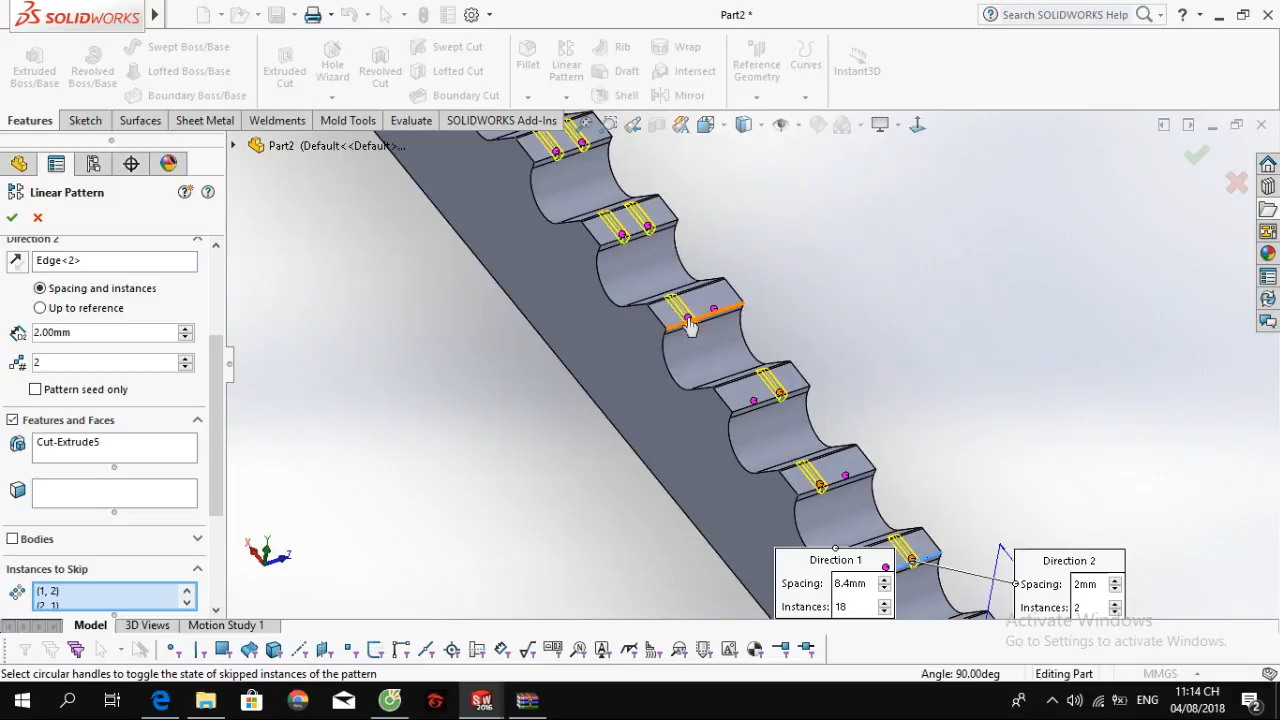 SOLIDWORKS
Part2 *
Search SOLIDWORKS Help
Extruded Boss/Base
Revolved Boss/Base
Swept Boss/Base
Lofted Boss/Base
Boundary Boss/Base
Extruded Cut
Hole Wizard
Revolved Cut
Swept Cut
Lofted Cut
Boundary Cut
Fillet
Linear Pattern
Rib
Draft
Shell
Wrap
Intersect
Mirror
Reference Geometry
Curves
Instant3D
Features
Sketch
Surfaces
Sheet Metal
Weldments
Mold Tools
Evaluate
SOLIDWORKS Add-Ins
Part2 (Default<<Default>...
Linear Pattern
Direction 2
Edge<2>
Spacing and instances
Up to reference
2.00mm
2
Pattern seed only
Features and Faces
Cut-Extrude5
Bodies
Instances to Skip
(1, 2)
(2, 1)
X
Y
Z
Direction 1
Spacing: 8.4mm
Instances: 18
Direction 2
Spacing: 2mm
Instances: 2
Activate Windows
Go to Settings to activate Windows.
Model
3D Views
Motion Study 1
Select circular handles to toggle the state of skipped instances of the pattern
Angle: 90.00deg
Editing Part
MMGS
SW
2016
ENG
11:14 CH
04/08/2018
2